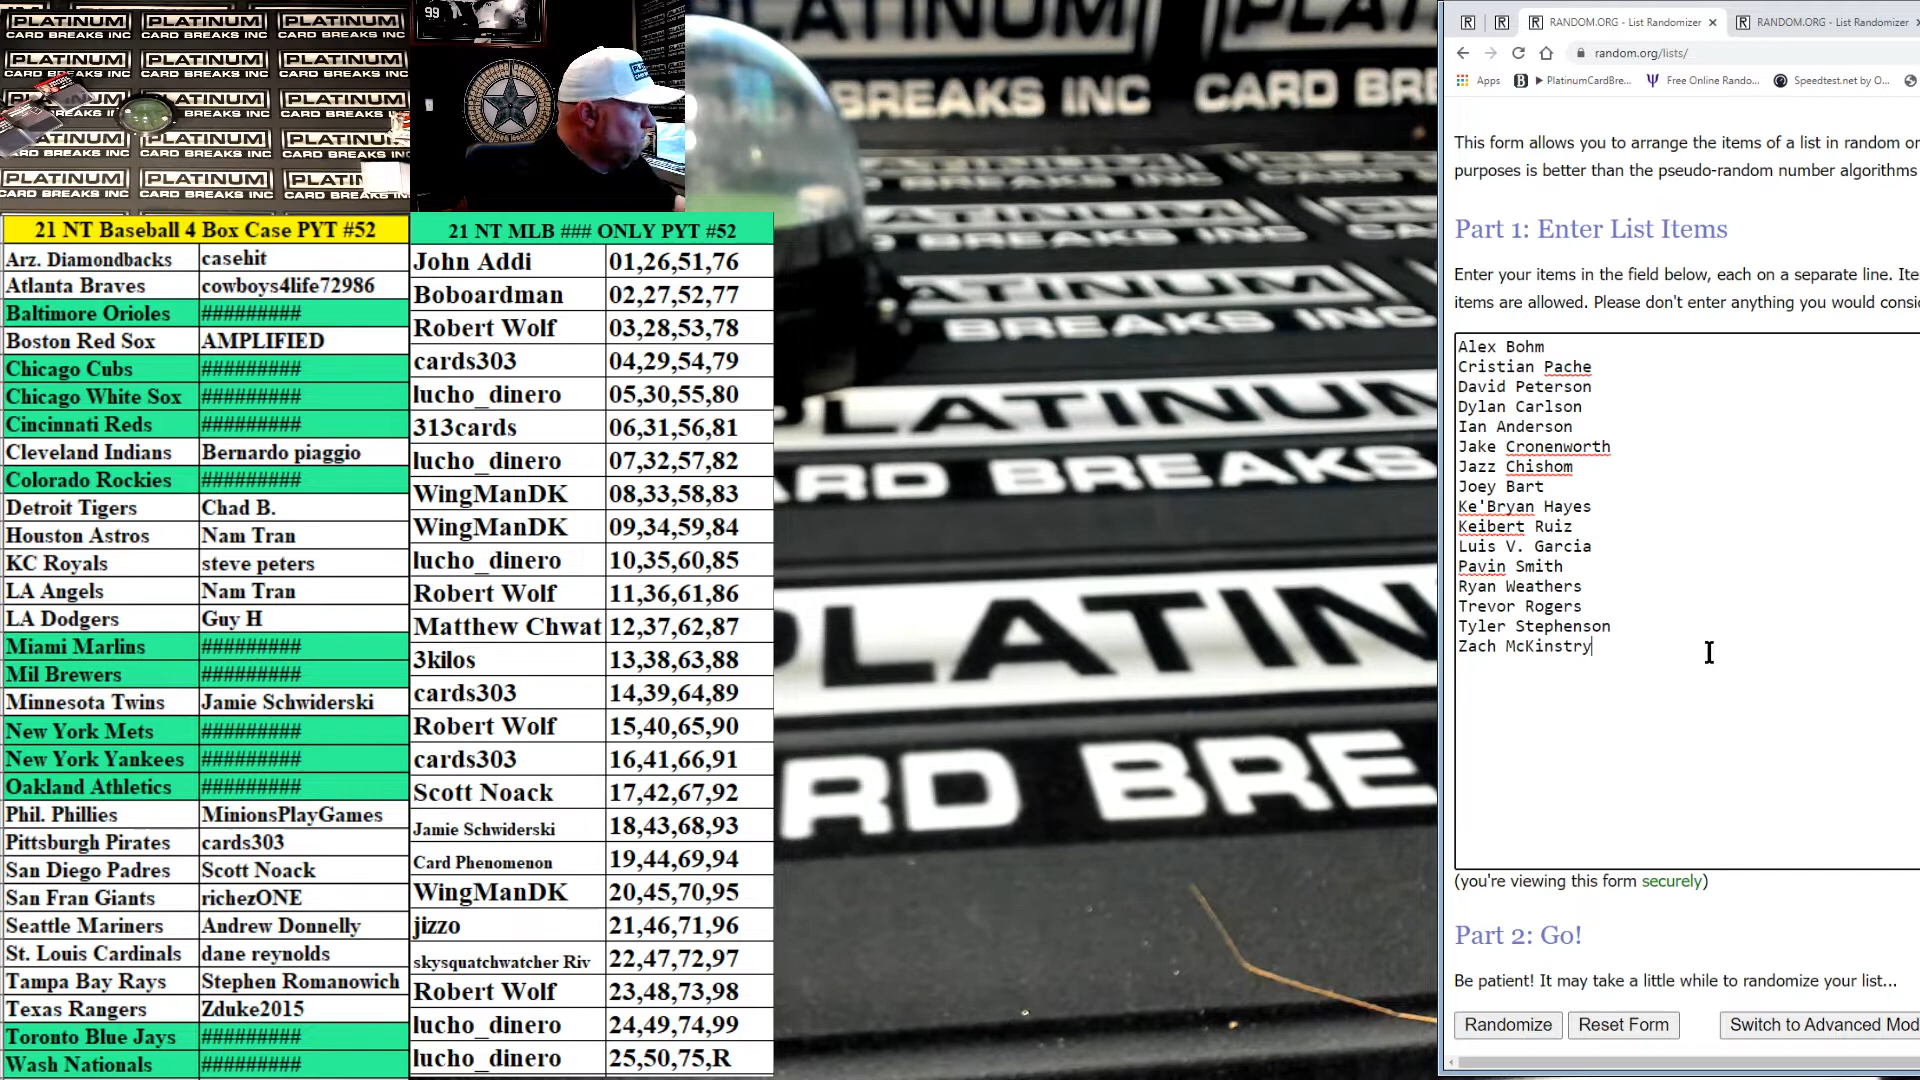 PLATINUM PLATINUM PLATINUM
CARD BREAKS INC CARD BREAKS INC CARD BREAKS INC
99
21 NT Baseball 4 Box Case PYT #52
Arz. Diamondbacks casehit
Atlanta Braves cowboys4life72986
Baltimore Orioles #########
Boston Red Sox AMPLIFIED
Chicago Cubs #########
Chicago White Sox #########
Cincinnati Reds #########
Cleveland Indians Bernardo piaggio
Colorado Rockies #########
Detroit Tigers Chad B.
Houston Astros Nam Tran
KC Royals steve peters
LA Angels Nam Tran
LA Dodgers Guy H
Miami Marlins #########
Mil Brewers #########
Minnesota Twins Jamie Schwiderski
New York Mets #########
New York Yankees #########
Oakland Athletics #########
Phil. Phillies MinionsPlayGames
Pittsburgh Pirates cards303
San Diego Padres Scott Noack
San Fran Giants richezONE
Seattle Mariners Andrew Donnelly
St. Louis Cardinals dane reynolds
Tampa Bay Rays Stephen Romanowich
Texas Rangers Zduke2015
Toronto Blue Jays #########
Wash Nationals #########
21 NT MLB ### ONLY PYT #52
John Addi 01,26,51,76
Boboardman 02,27,52,77
Robert Wolf 03,28,53,78
cards303 04,29,54,79
lucho_dinero 05,30,55,80
313cards 06,31,56,81
lucho_dinero 07,32,57,82
WingManDK 08,33,58,83
WingManDK 09,34,59,84
lucho_dinero 10,35,60,85
Robert Wolf 11,36,61,86
Matthew Chwat 12,37,62,87
3kilos 13,38,63,88
cards303 14,39,64,89
Robert Wolf 15,40,65,90
cards303 16,41,66,91
Scott Noack 17,42,67,92
Jamie Schwiderski 18,43,68,93
Card Phenomenon 19,44,69,94
WingManDK 20,45,70,95
jizzo 21,46,71,96
skysquatchwatcher Riv 22,47,72,97
Robert Wolf 23,48,73,98
lucho_dinero 24,49,74,99
lucho_dinero 25,50,75,R
PLATINUM
BREAKS INC CARD BRE
PLATINUM
CARD BREAKS
RD BRE
RANDOM.ORG - List Randomizer RANDOM.ORG - List Randomizer
random.org/lists/
Apps PlatinumCardBre... Free Online Rando... Speedtest.net by O...
This form allows you to arrange the items of a list in random or
purposes is better than the pseudo-random number algorithms
Part 1: Enter List Items
Enter your items in the field below, each on a separate line. Ite
items are allowed. Please don't enter anything you would consi
Alex Bohm
Cristian Pache
David Peterson
Dylan Carlson
Ian Anderson
Jake Cronenworth
Jazz Chishom
Joey Bart
Ke'Bryan Hayes
Keibert Ruiz
Luis V. Garcia
Pavin Smith
Ryan Weathers
Trevor Rogers
Tyler Stephenson
Zach McKinstry
(you're viewing this form securely)
Part 2: Go!
Be patient! It may take a little while to randomize your list...
Randomize Reset Form Switch to Advanced Mod